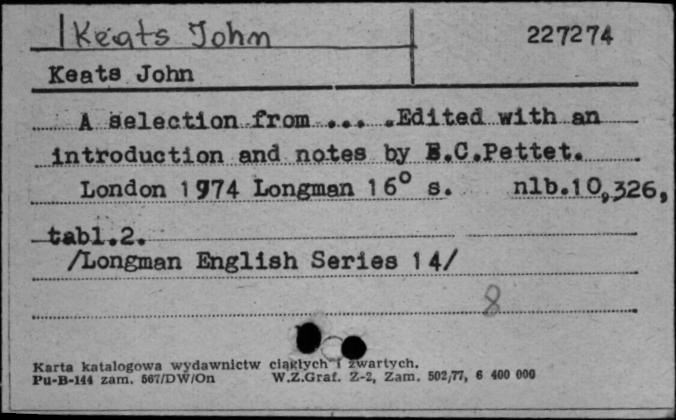 Keats John
227274
Keats John
A selection from ... .Edited with an
introduction and notes by E.C.Pettet.
London 1974 Longman 16° s. nlb.10,326,
tabl.2.
/Longman English Series 14/
8
Karta katalogowa wydawnictw ciągłych i zwartych.
Pu-B-144 zam. 567/DW/On W.Z.Graf. Z-2, Zam. 502/77, 6 400 000